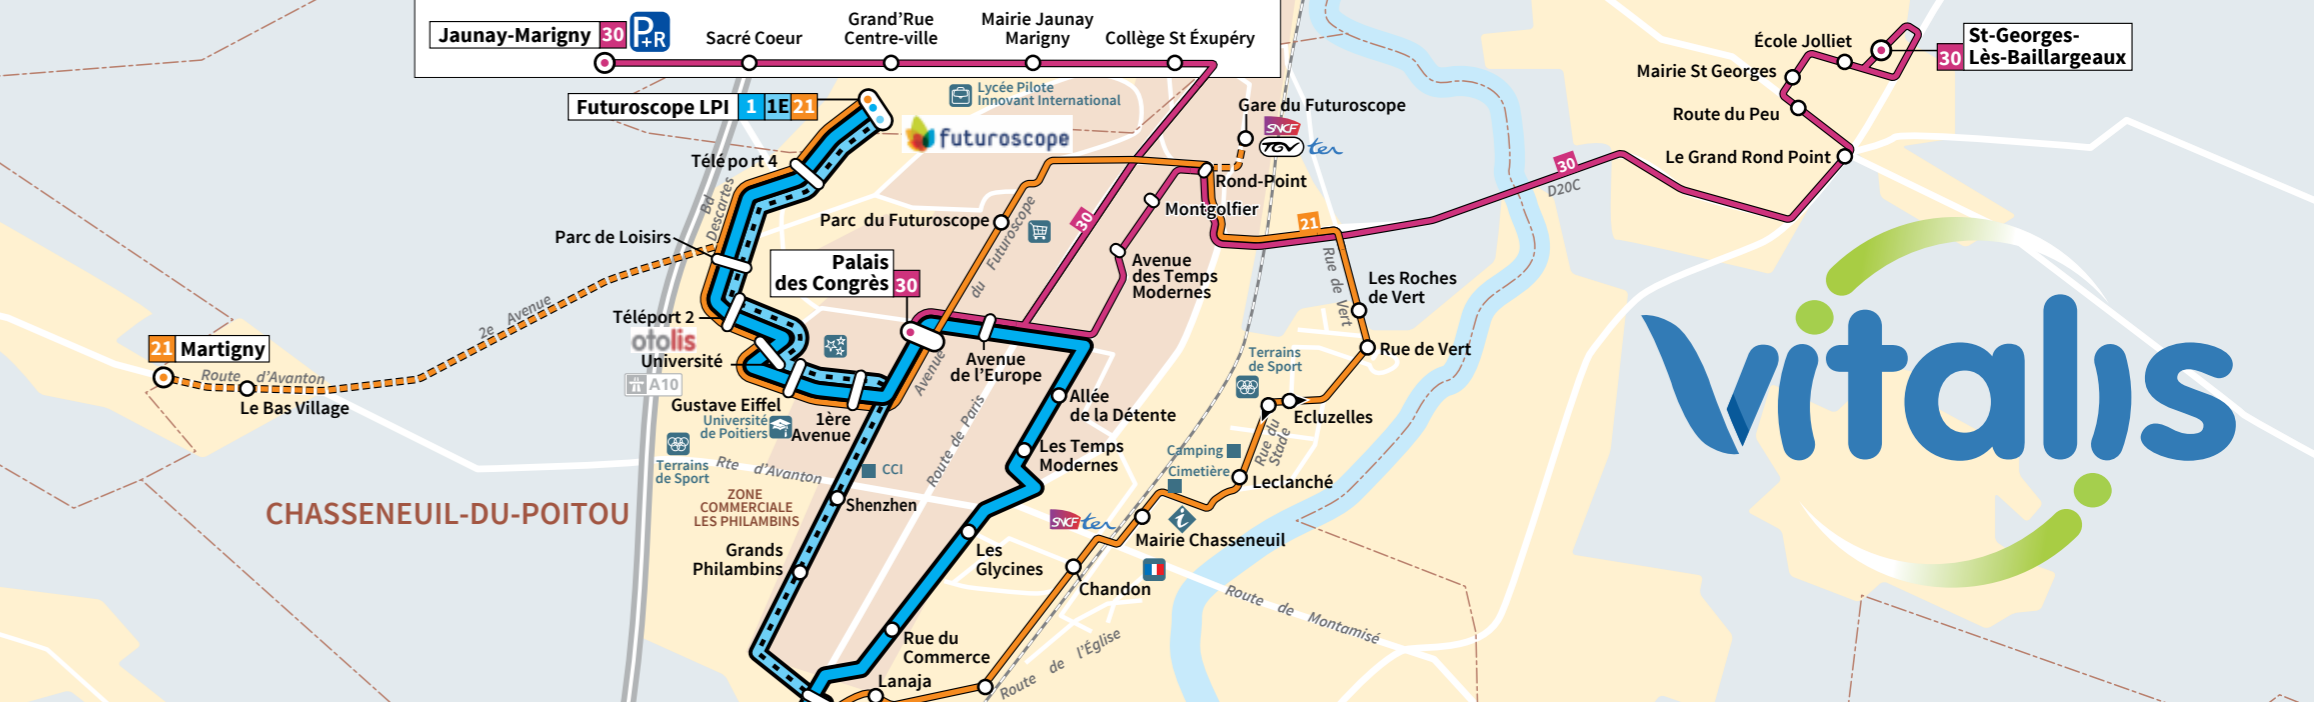 Jaunay-Marigny 30 P+R
Sacré Coeur
Grand'Rue
Centre-ville
Mairie Jaunay
Marigny
Collège St Éxupéry
École Jolliet
30 St-Georges-
Lès-Baillargeaux
Mairie St Georges
Route du Peu
Le Grand Rond Point
Futuroscope LPI 1 1E 21
Lycée Pilote
Innovant International
futuroscope
Gare du Futuroscope
SNCF
TGV ter
Téléport 4
Bd
Descartes
Rond-Point
Montgolfier
30
D20C
Parc du Futuroscope
30
21
Parc de Loisirs
Palais
des Congrès 30
Avenue du Futuroscope
Avenue
des Temps
Modernes
Rue de Vert
Les Roches
de Vert
2e Avenue
Téléport 2
otolis
Université
A10
21 Martigny
Route d'Avanton
Le Bas Village
Avenue
de l'Europe
Rue de Vert
Terrains
de Sport
Gustave Eiffel
Université
de Poitiers
1ère
Avenue
Allée
de la Détente
Ecluzelles
Rue du
Stade
Route de Paris
Les Temps
Modernes
Camping
Cimetière
Leclanché
Terrains
de Sport
Rte d'Avanton
CCI
ZONE
COMMERCIALE
LES PHILAMBINS
Shenzhen
CHASSENEUIL-DU-POITOU
SNCF ter
Mairie Chasseneuil
Grands
Philambins
Les
Glycines
Chandon
Route de Montamisé
Rue du
Commerce
Route de l'Église
Lanaja
vitalis